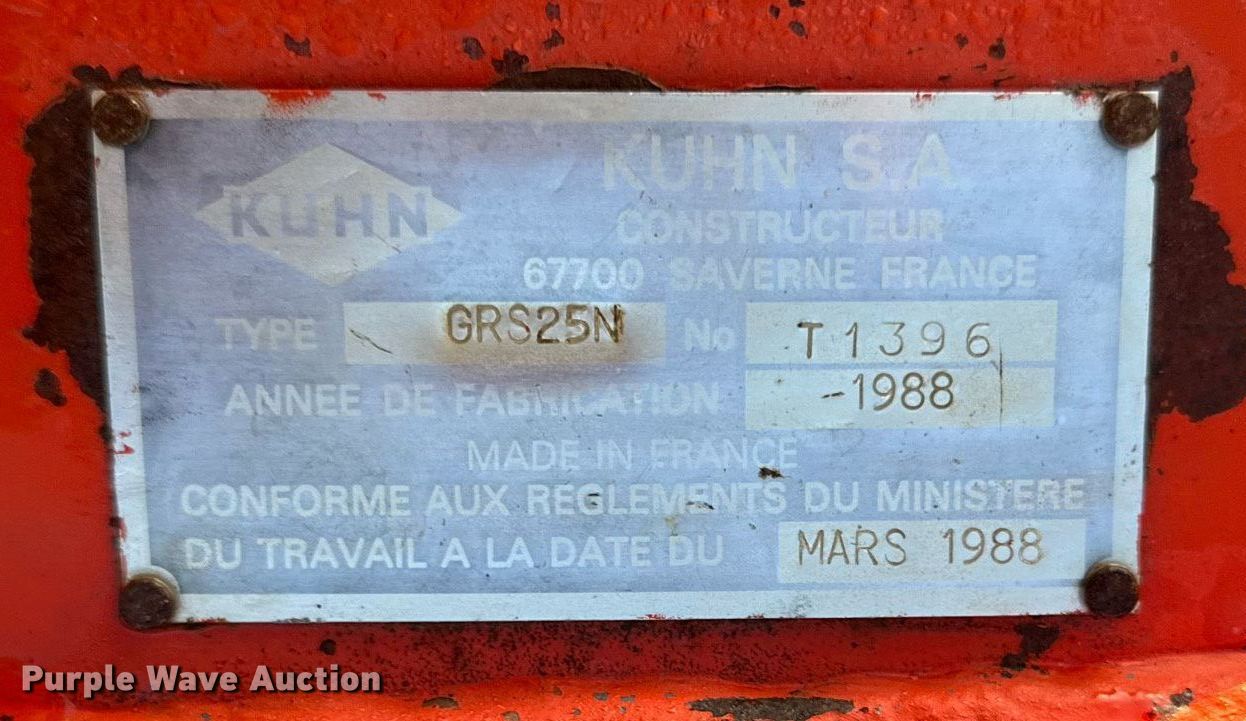 KUHN
KUHN S.A
CONSTRUCTEUR
67700 SAVERNE FRANCE
TYPE GRS25N No T1396
ANNEE DE FABRICATION -1988
MADE IN FRANCE
CONFORME AUX REGLEMENTS DU MINISTERE
DU TRAVAIL A LA DATE DU MARS 1988
Purple Wave Auction